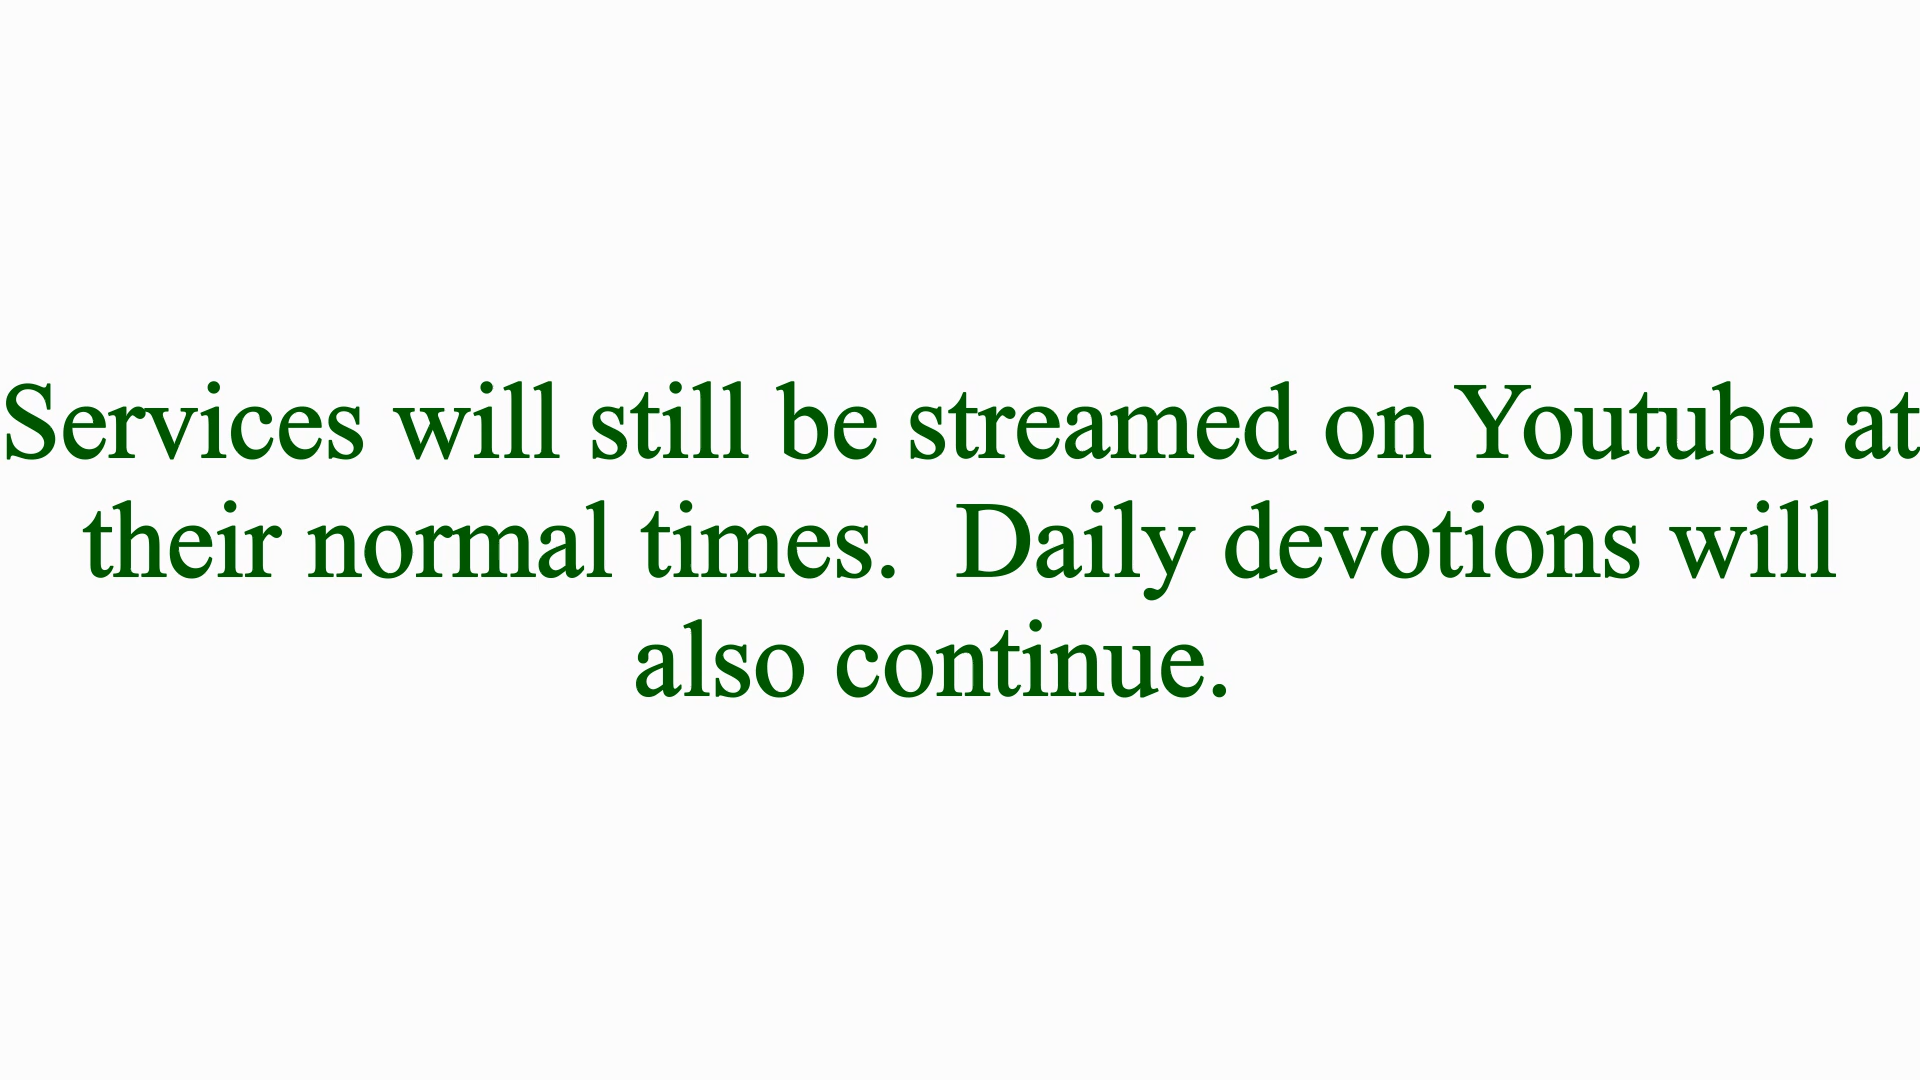 Services will still be streamed on Youtube at
their normal times.  Daily devotions will
also continue.